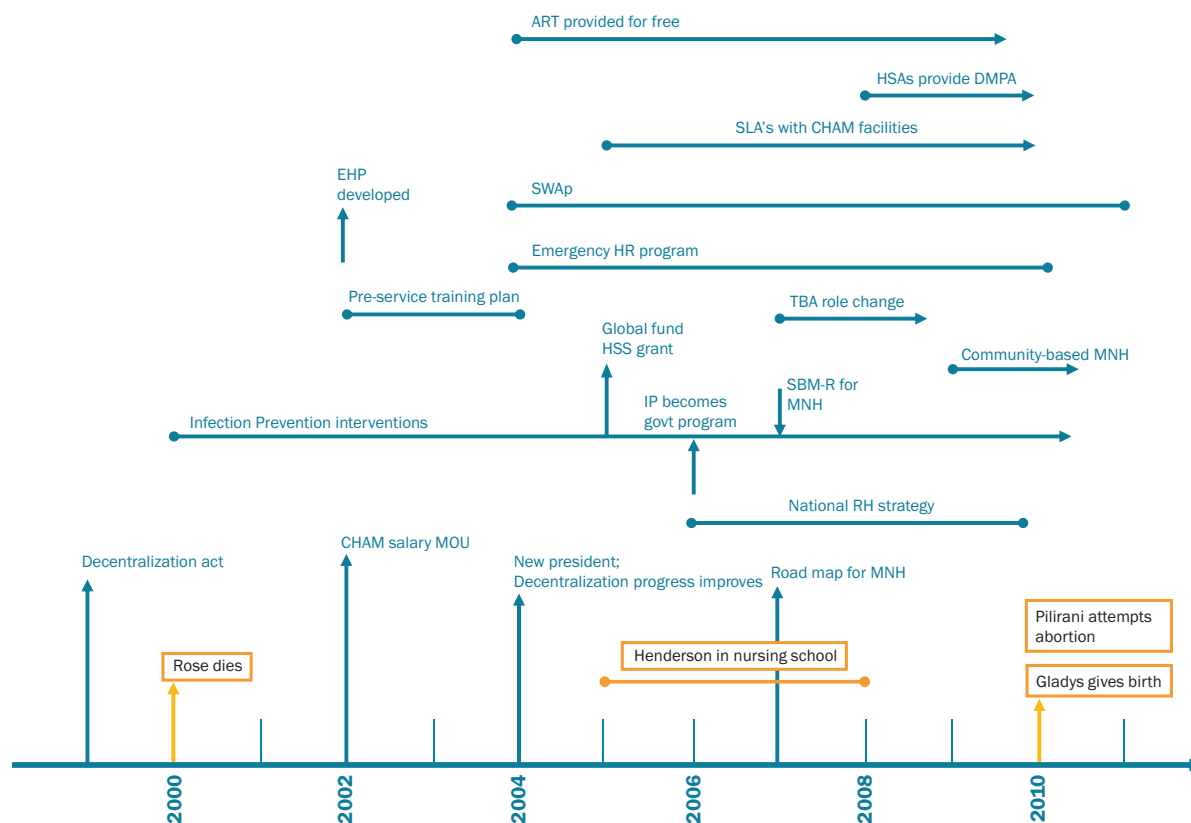 ART provided for free
HSAs provide DMPA
SLA's with CHAM facilities
EHP
developed
SWAp
Emergency HR program
Pre-service training plan
TBA role change
Global fund
HSS grant
Community-based MNH
SBM-R for
MNH
IP becomes
govt program
Infection Prevention interventions
National RH strategy
CHAM salary MOU
Decentralization act
New president;
Decentralization progress improves
Road map for MNH
Pilirani attempts
abortion
Henderson in nursing school
Rose dies
Gladys gives birth
2000
2002
2004
2006
2008
2010